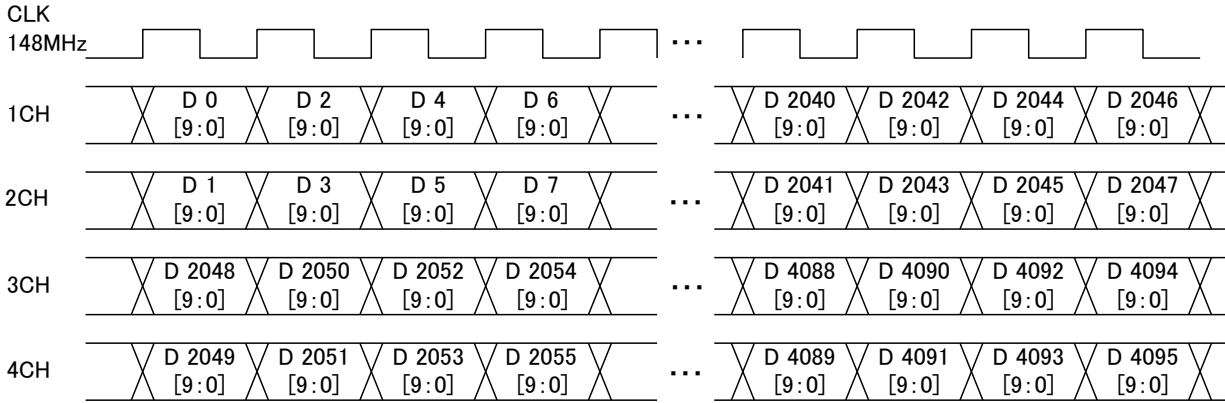 CLK
148MHz
...
1CH
D 0 D 2 D 4 D 6 ... D 2040 D 2042 D 2044 D 2046
[9:0] [9:0] [9:0] [9:0] [9:0] [9:0] [9:0] [9:0]
2CH
D 1 D 3 D 5 D 7 ... D 2041 D 2043 D 2045 D 2047
[9:0] [9:0] [9:0] [9:0] [9:0] [9:0] [9:0] [9:0]
3CH
D 2048 D 2050 D 2052 D 2054 ... D 4088 D 4090 D 4092 D 4094
[9:0] [9:0] [9:0] [9:0] [9:0] [9:0] [9:0] [9:0]
4CH
D 2049 D 2051 D 2053 D 2055 ... D 4089 D 4091 D 4093 D 4095
[9:0] [9:0] [9:0] [9:0] [9:0] [9:0] [9:0] [9:0]